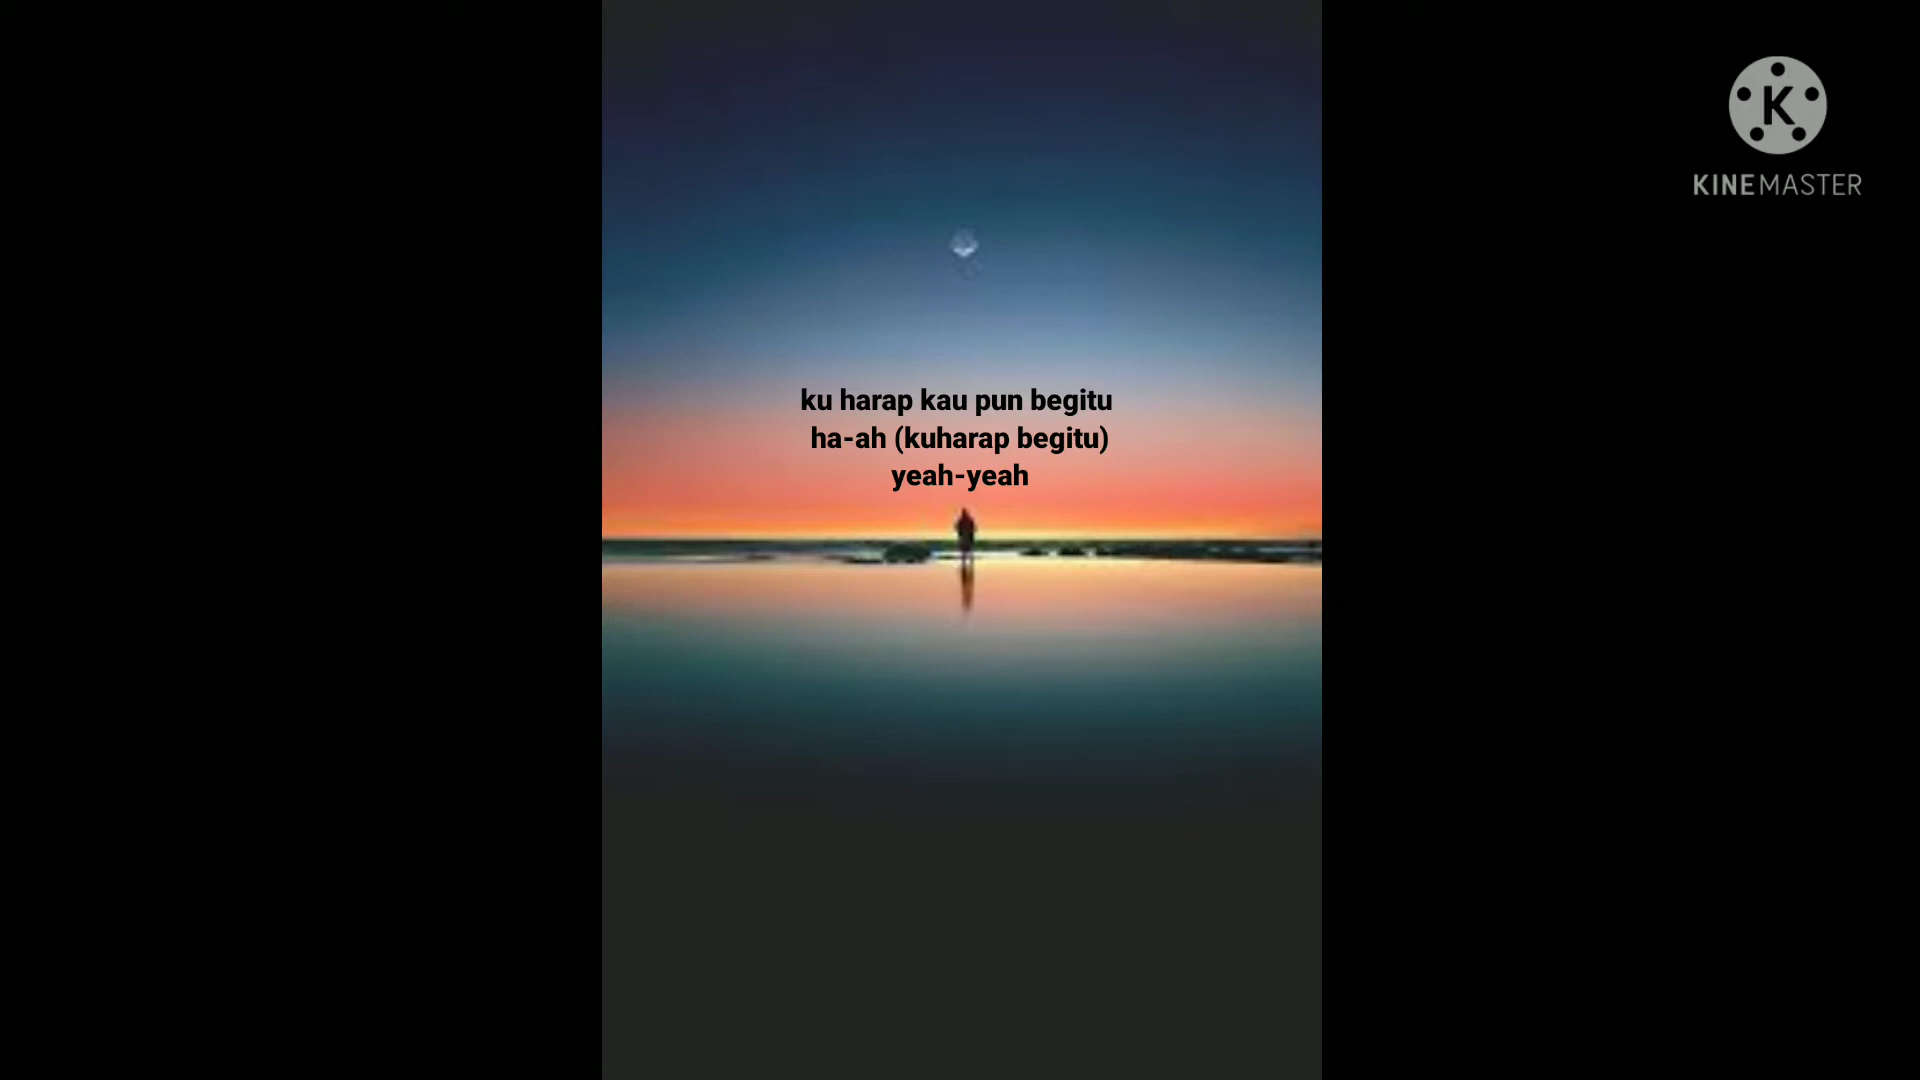 ku harap kau pun begitu
ha-ah (kuharap begitu)
yeah-yeah
K
KINEMASTER